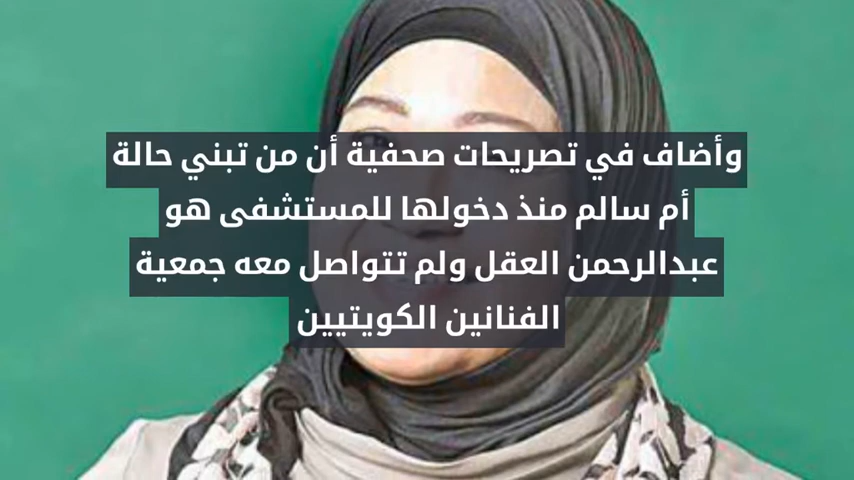 وأضاف في تصريحات صحفية أن من تبني حالة
أم سالم منذ دخولها للمستشفى هو
عبدالرحمن العقل ولم تتواصل معه جمعية
الفنانين الكويتيين